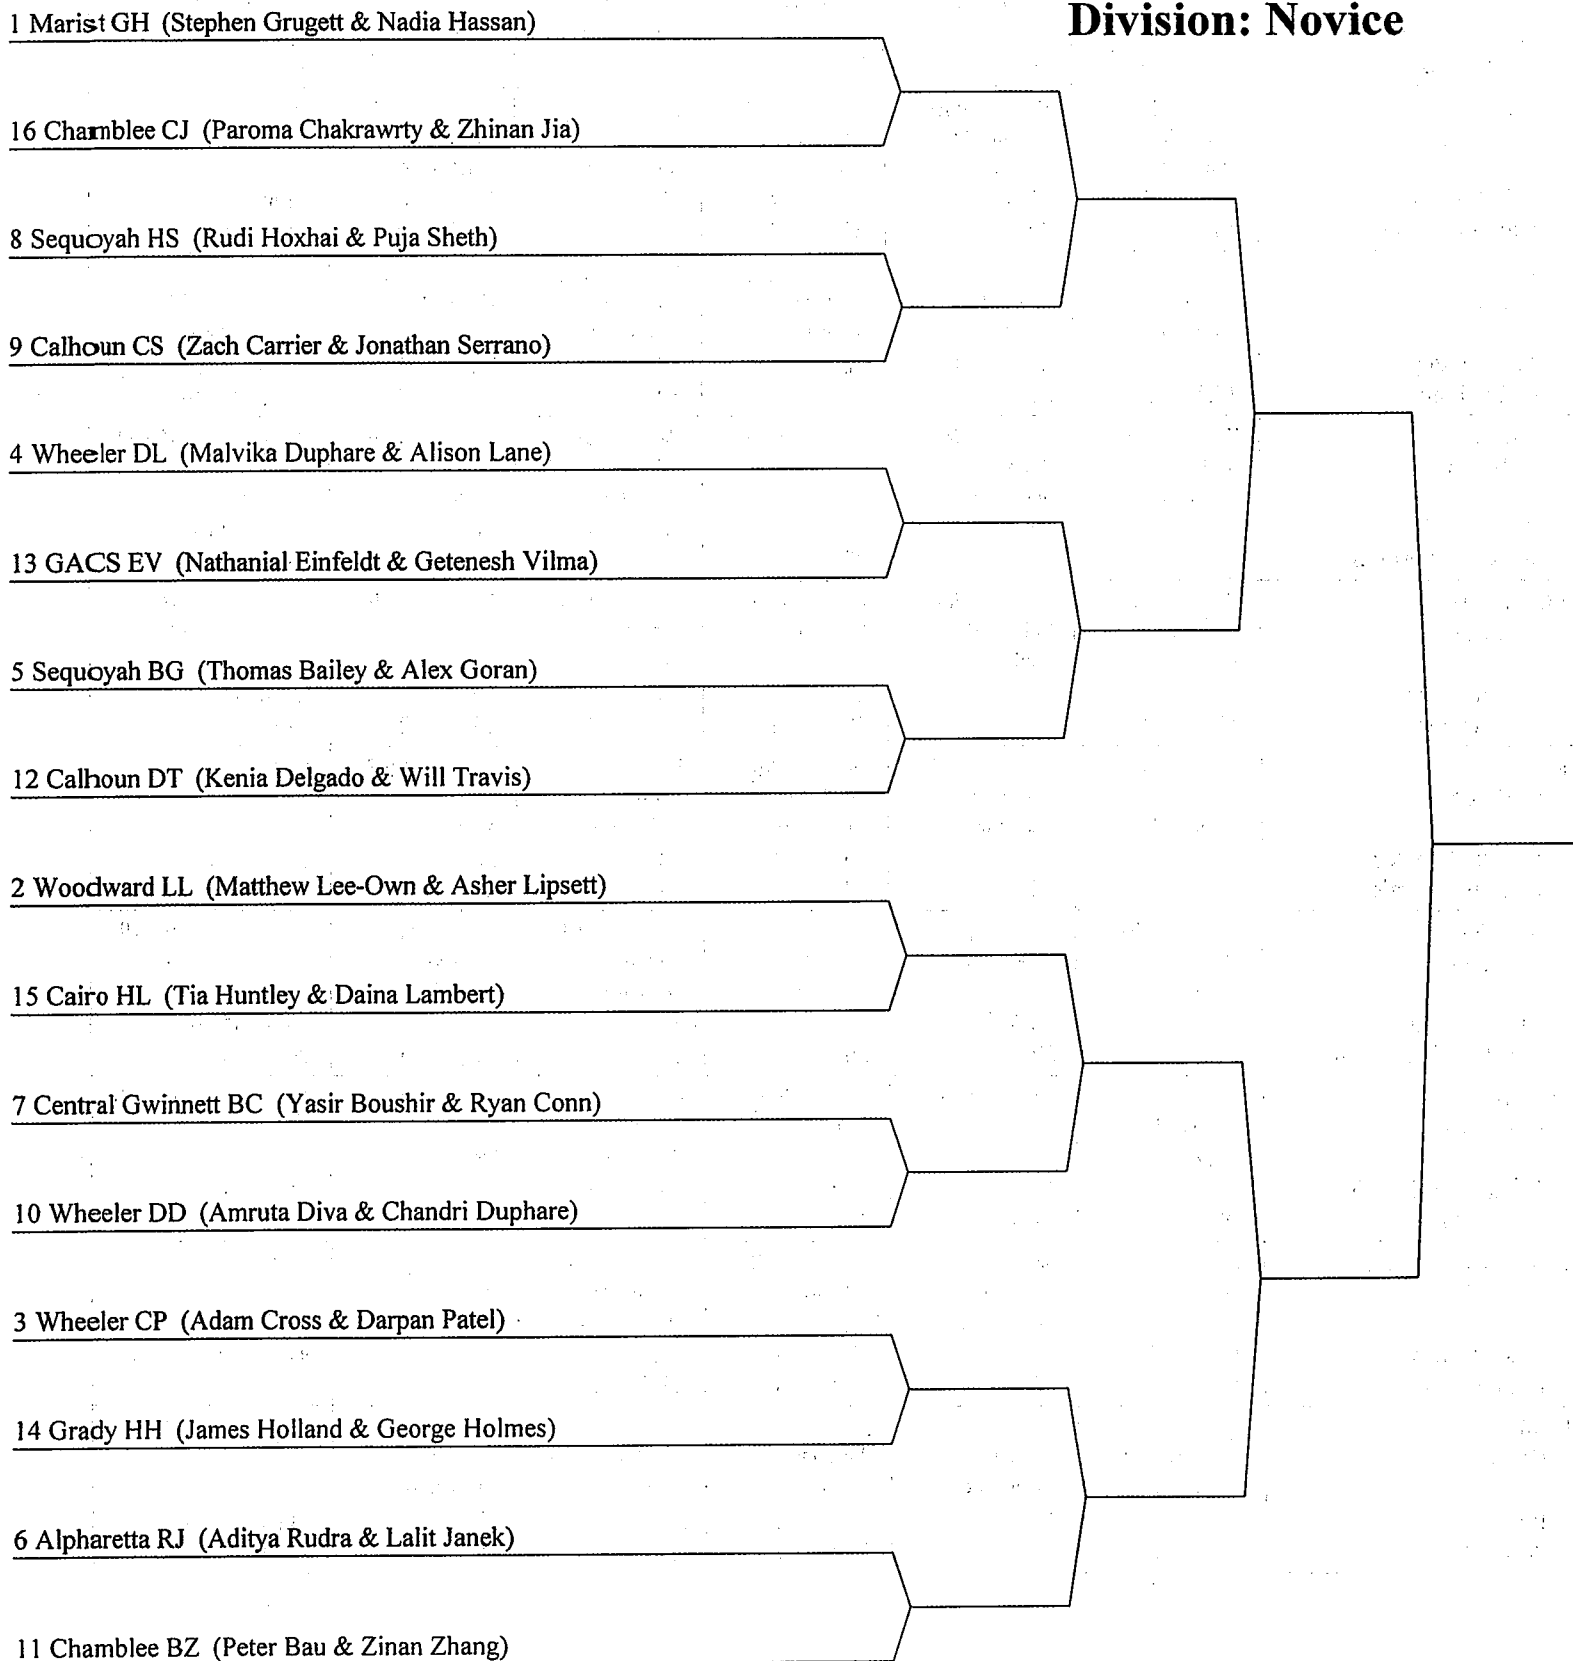 Division: Novice
1 Marist GH (Stephen Grugett & Nadia Hassan)
16 Chamblee CJ (Paroma Chakrawrty & Zhinan Jia)
8 Sequoyah HS (Rudi Hoxhai & Puja Sheth)
9 Calhoun CS (Zach Carrier & Jonathan Serrano)
4 Wheeler DL (Malvika Duphare & Alison Lane)
13 GACS EV (Nathanial Einfeldt & Getenesh Vilma)
5 Sequoyah BG (Thomas Bailey & Alex Goran)
12 Calhoun DT (Kenia Delgado & Will Travis)
2 Woodward LL (Matthew Lee-Own & Asher Lipsett)
15 Cairo HL (Tia Huntley & Daina Lambert)
7 Central Gwinnett BC (Yasir Boushir & Ryan Conn)
10 Wheeler DD (Amruta Diva & Chandri Duphare)
3 Wheeler CP (Adam Cross & Darpan Patel)
14 Grady HH (James Holland & George Holmes)
6 Alpharetta RJ (Aditya Rudra & Lalit Janek)
11 Chamblee BZ (Peter Bau & Zinan Zhang)